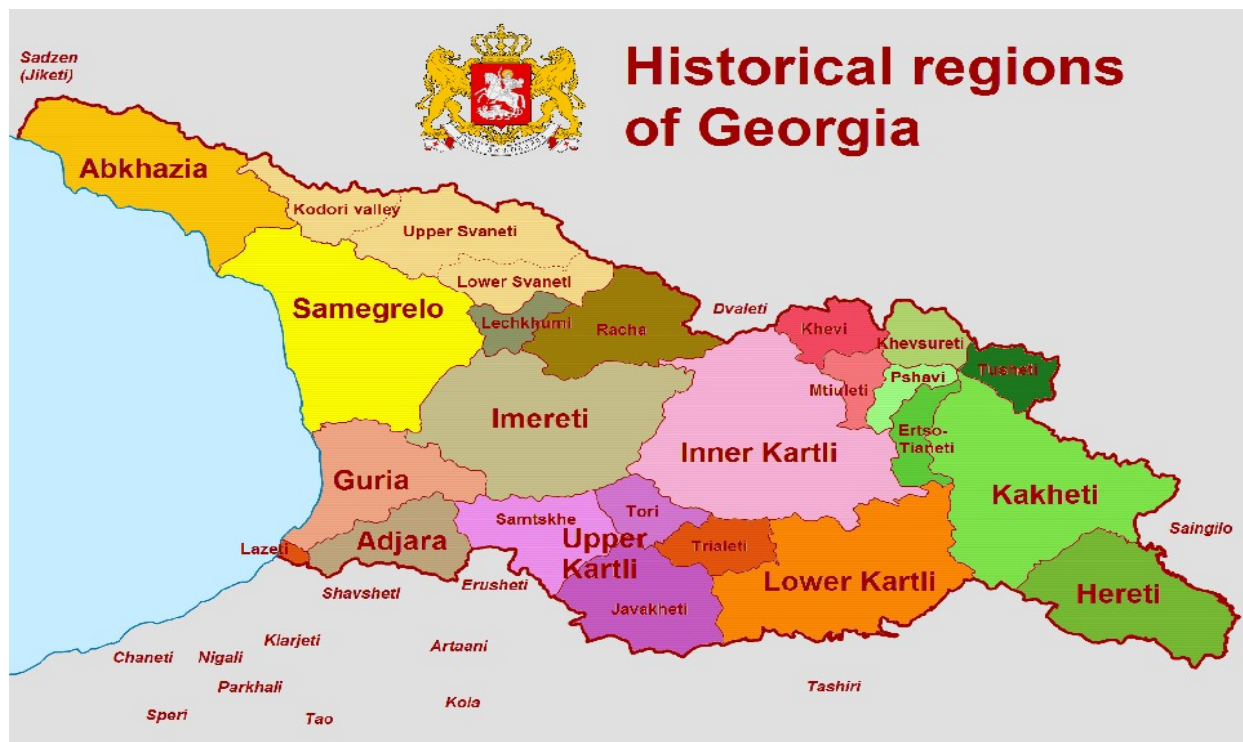 Historical regions
of Georgia
Sadzen
(Jiketi)
Abkhazia
Kodori valley
Upper Svaneti
Lower Svaneti
Samegrelo
Lechkhumi
Racha
Dvaleti
Khevi
Khevsureti
Mtiuleti
Pshavi
Tusheti
Imereti
Inner Kartli
Ertso-
Tianeti
Guria
Kakheti
Samtskhe
Tori
Saingilo
Lazeti
Adjara
Upper
Kartli
Trialeti
Lower Kartli
Hereti
Shavsheti
Erusheti
Javakheti
Klarjeti
Artaani
Chaneti
Nigali
Parkhali
Tashiri
Speri
Tao
Kola